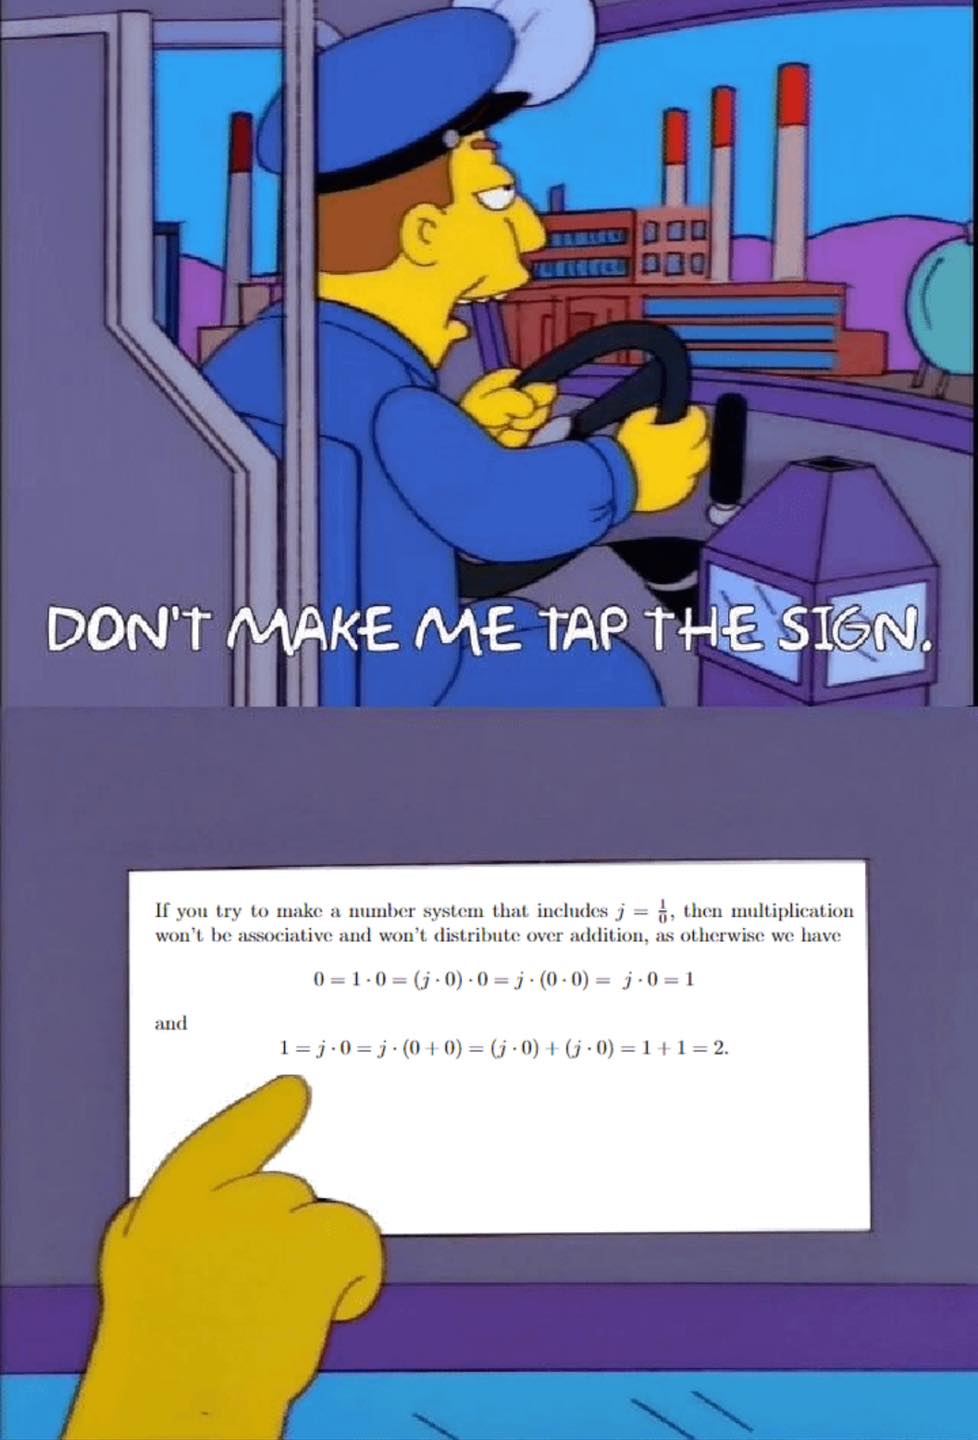 DON'T MAKE ME TAP THE SIGN.
If you try to make a number system that includes j = 1/0, then multiplication
won't be associative and won't distribute over addition, as otherwise we have
0 = 1 · 0 = (j · 0) · 0 = j · (0 · 0) = j · 0 = 1
and
1 = j · 0 = j · (0 + 0) = (j · 0) + (j · 0) = 1 + 1 = 2.